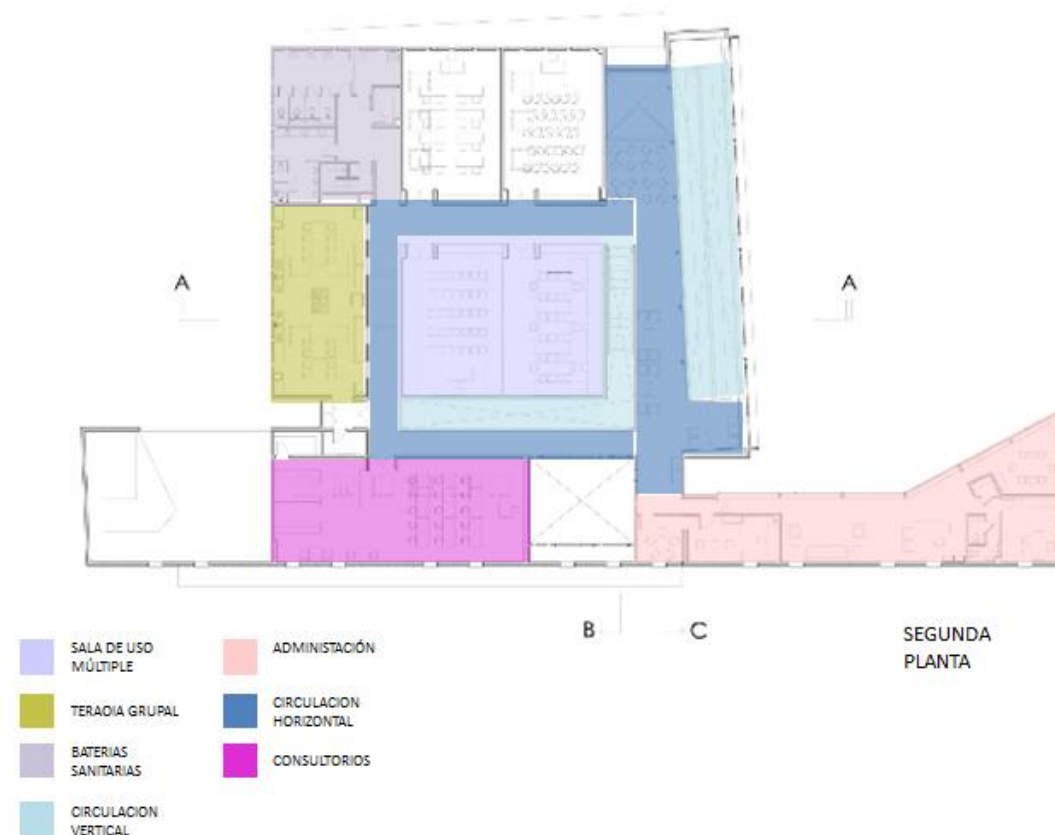 A
A
B
C
SEGUNDA
PLANTA
SALA DE USO
MÚLTIPLE
ADMINISTACIÓN
TERAOIA GRUPAL
CIRCULACION
HORIZONTAL
BATERIAS
SANITARIAS
CONSULTORIOS
CIRCULACION
VERTICAL